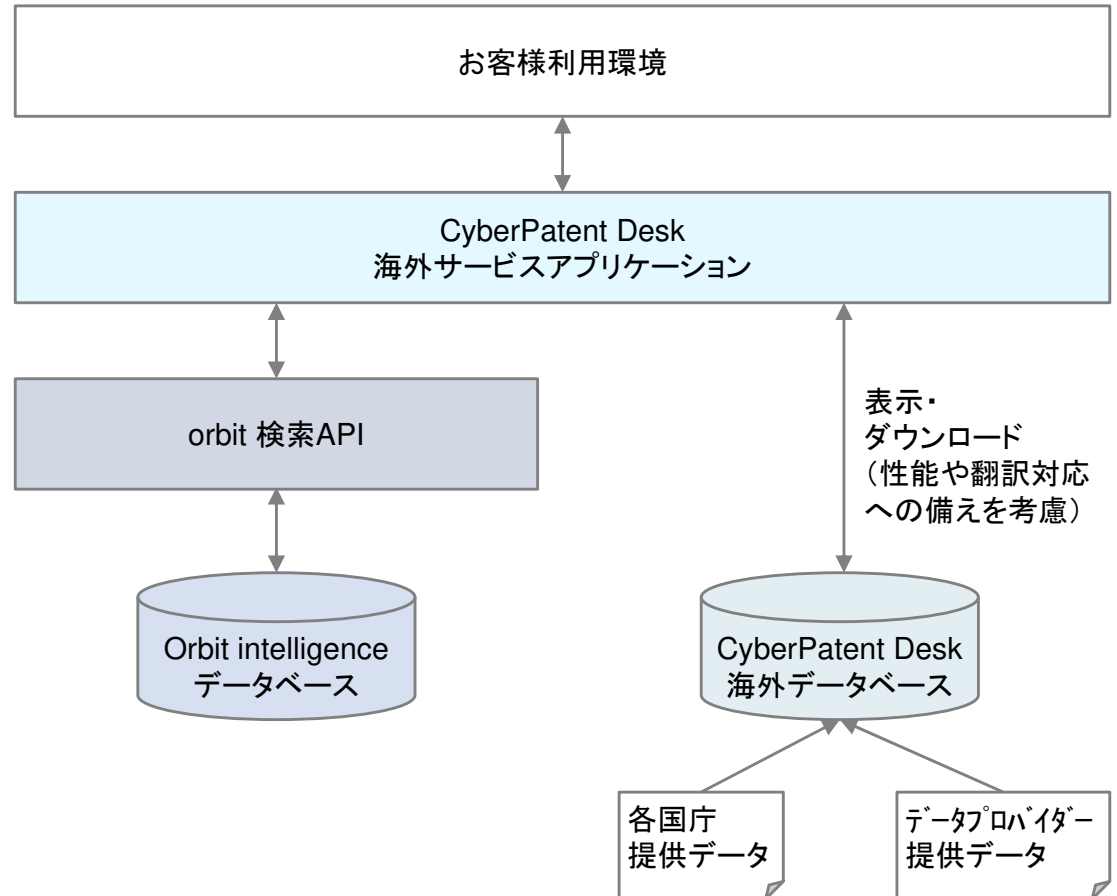 お客様利用環境
CyberPatent Desk
海外サービスアプリケーション
orbit 検索API
表示・
ダウンロード
（性能や翻訳対応
への備えを考慮）
Orbit intelligence
データベース
CyberPatent Desk
海外データベース
各国庁
提供データ
ﾃﾞｰﾀﾌﾟﾛﾊﾞｲﾀﾞｰ
提供データ